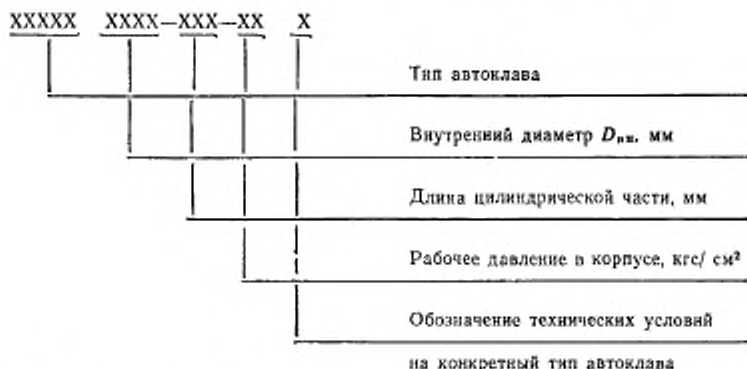 XXXXX XXXX—XXX—XX X
Тип автоклава
Внутренний диаметр Dвн, мм
Длина цилиндрической части, мм
Рабочее давление в корпусе, кгс/ см²
Обозначение технических условий
на конкретный тип автоклава